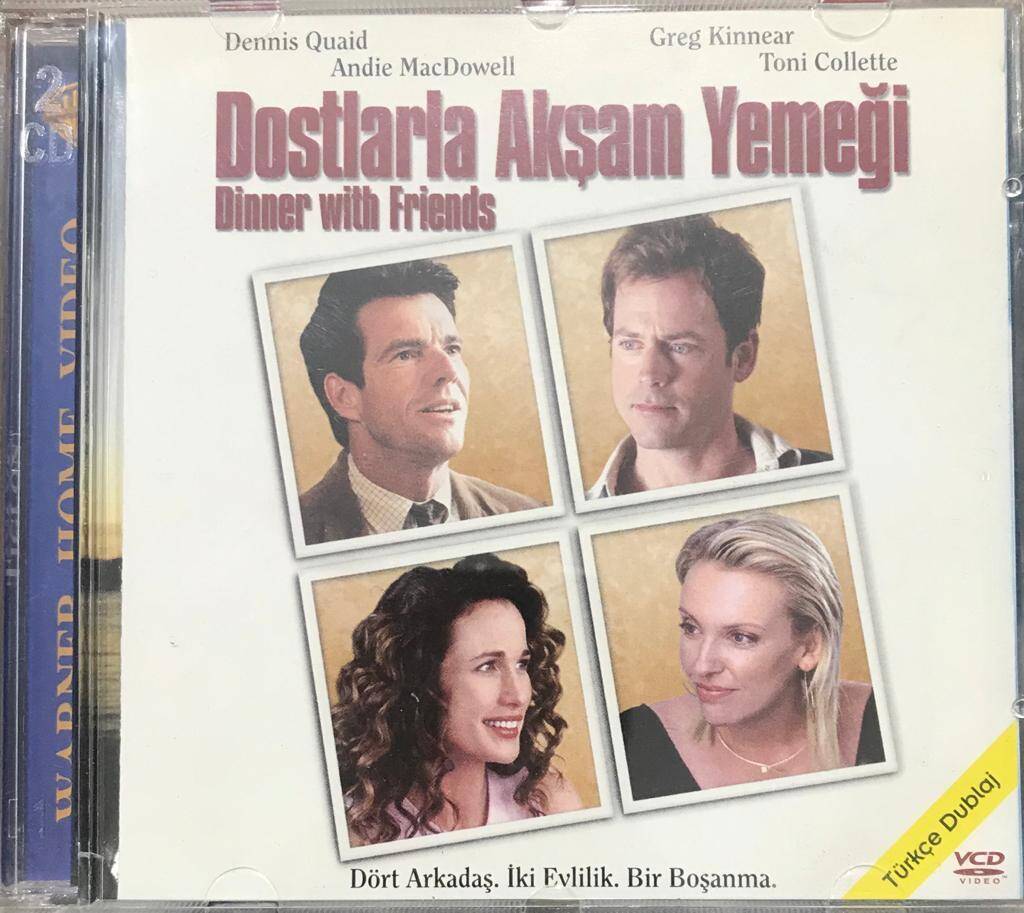 Dennis Quaid
Andie MacDowell
Greg Kinnear
Toni Collette
Dostlarla Akşam Yemeği
Dinner with Friends
2
CD
WARNER HOME VIDEO
Dört Arkadaş. İki Evlilik. Bir Boşanma.
Türkçe Dublaj
VCD
VIDEO™